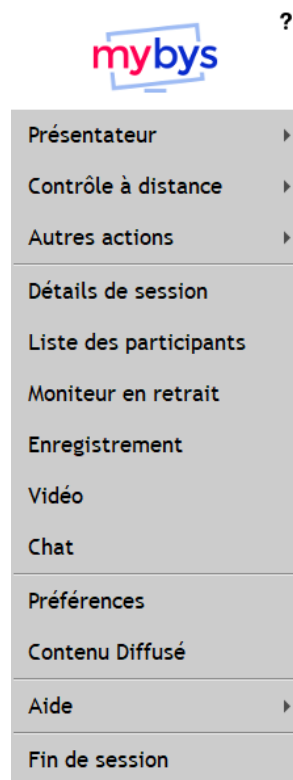 ?
mybys
Présentateur
Contrôle à distance
Autres actions
Détails de session
Liste des participants
Moniteur en retrait
Enregistrement
Vidéo
Chat
Préférences
Contenu Diffusé
Aide
Fin de session